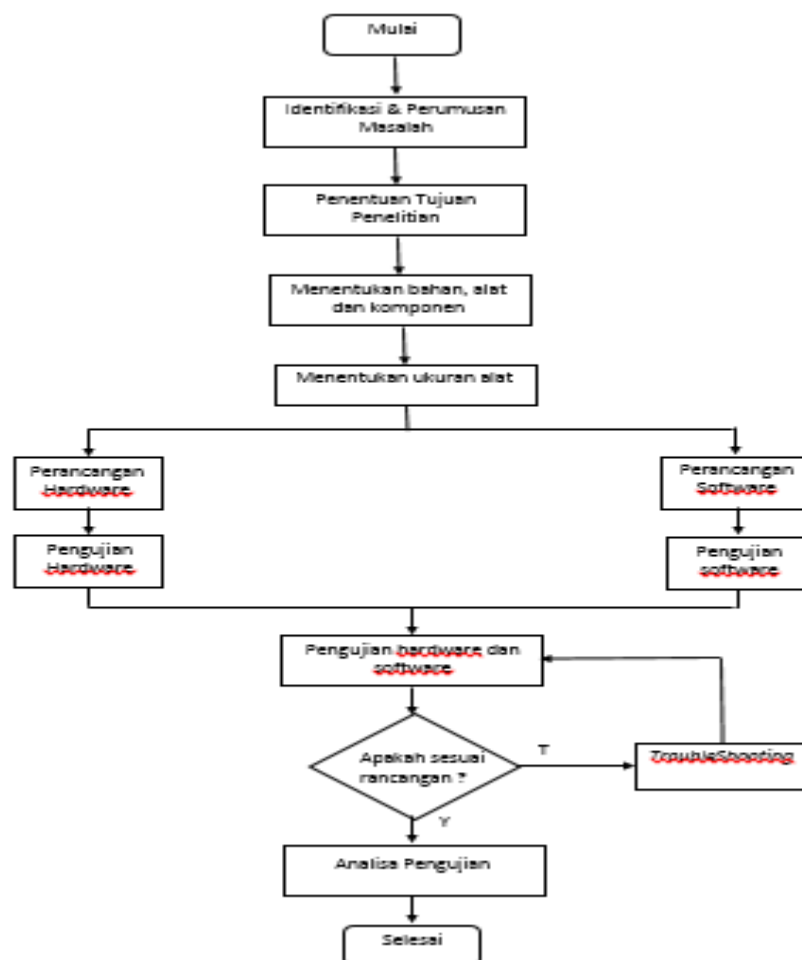 Mulai
Identifikasi & Perumusan
Masalah
Penentuan Tujuan
Penelitian
Menentukan bahan, alat
dan komponen
Menentukan ukuran alat
Perancangan
Hardware
Perancangan
Software
Pengujian
Hardware
Pengujian
software
Pengujian hardware dan
software
Apakah sesuai
rancangan ?
T
TroubleShooting
Y
Analisa Pengujian
Selesai